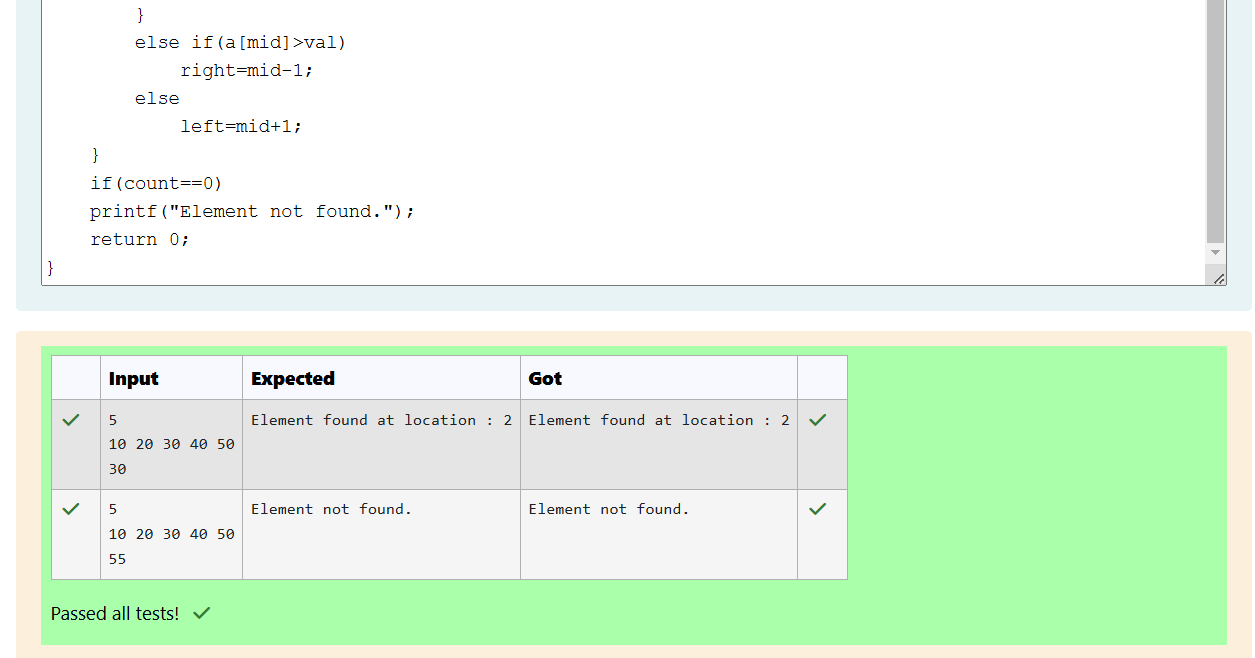 }
else if(a[mid]>val)
right=mid-1;
else
left=mid+1;
}
if(count==0)
printf("Element not found.");
return 0;
}
Input Expected Got
5 Element found at location : 2 Element found at location : 2
10 20 30 40 50
30
5 Element not found. Element not found.
10 20 30 40 50
55
Passed all tests!